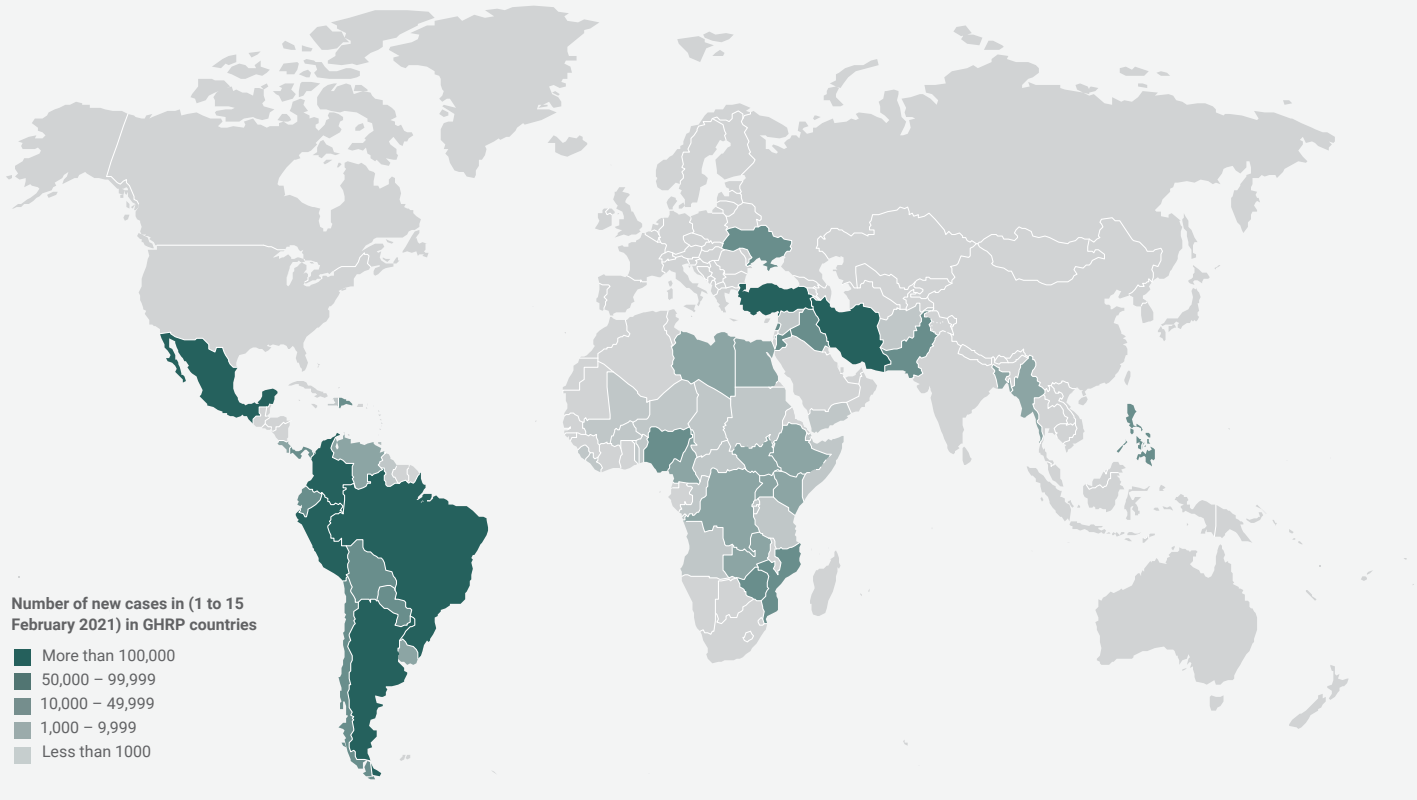 Number of new cases in (1 to 15
February 2021) in GHRP countries
More than 100,000
50,000 – 99,999
10,000 – 49,999
1,000 – 9,999
Less than 1000